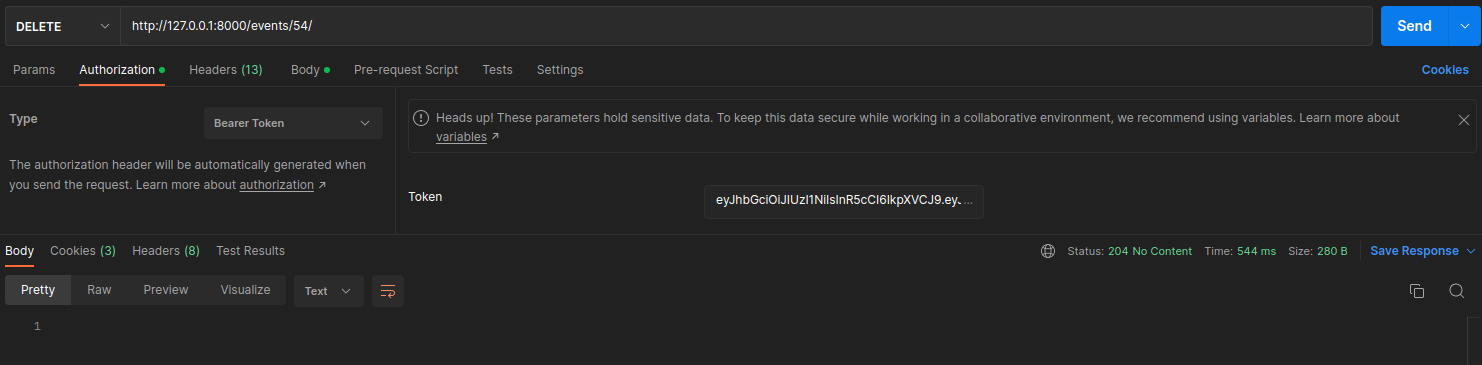 DELETE http://127.0.0.1:8000/events/54/ Send
Params Authorization Headers (13) Body Pre-request Script Tests Settings Cookies
Type Bearer Token
The authorization header will be automatically generated when
you send the request. Learn more about authorization ↗
Heads up! These parameters hold sensitive data. To keep this data secure while working in a collaborative environment, we recommend using variables. Learn more about
variables ↗
Token eyJhbGciOiJIUzI1NiIsInR5cCI6IkpXVCJ9.eyJ...
Body Cookies (3) Headers (8) Test Results Status: 204 No Content Time: 544 ms Size: 280 B Save Response
Pretty Raw Preview Visualize Text
1